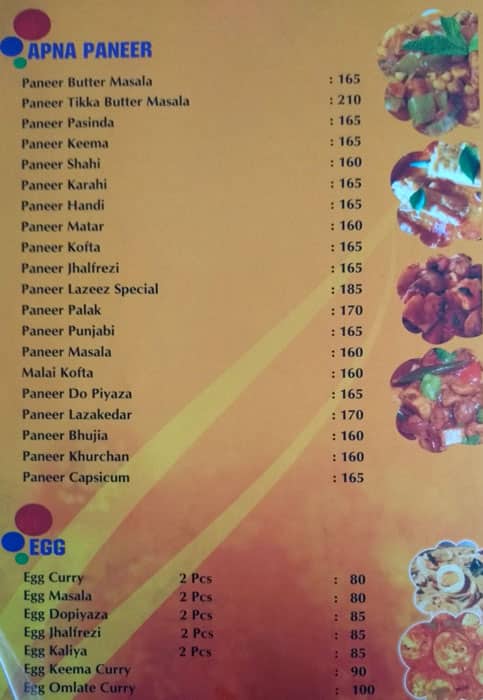 APNA PANEER
Paneer Butter Masala : 165
Paneer Tikka Butter Masala : 210
Paneer Pasinda : 165
Paneer Keema : 165
Paneer Shahi : 160
Paneer Karahi : 165
Paneer Handi : 165
Paneer Matar : 160
Paneer Kofta : 165
Paneer Jhalfrezi : 165
Paneer Lazeez Special : 185
Paneer Palak : 170
Paneer Punjabi : 165
Paneer Masala : 160
Malai Kofta : 160
Paneer Do Piyaza : 165
Paneer Lazakedar : 170
Paneer Bhujia : 160
Paneer Khurchan : 160
Paneer Capsicum : 165
EGG
Egg Curry 2 Pcs : 80
Egg Masala 2 Pcs : 80
Egg Dopiyaza 2 Pcs : 85
Egg Jhalfrezi 2 Pcs : 85
Egg Kaliya 2 Pcs : 85
Egg Keema Curry : 90
Egg Omlate Curry : 100